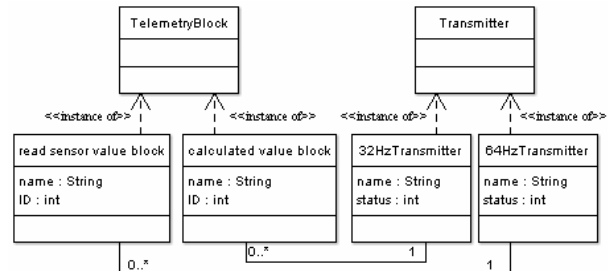 TelemetryBlock Transmitter
<<instance of>> <<instance of>> <<instance of>> <<instance of>>
read sensor value block calculated value block 32HzTransmitter 64HzTransmitter
name : String name : String name : String name : String
ID : int ID : int status : int status : int
0..* 1
0..* 1